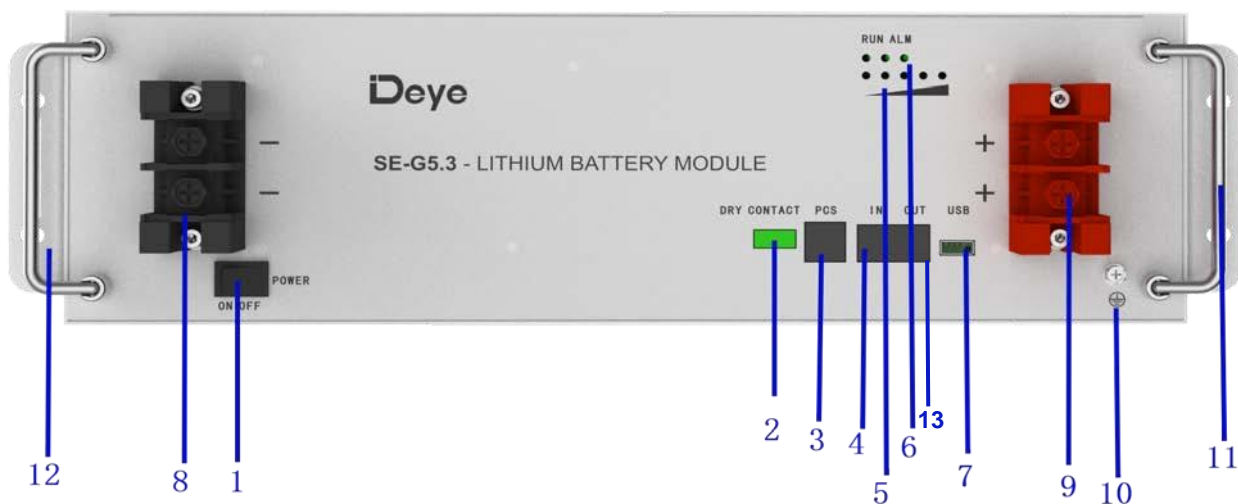 RUN ALM
Deye
SE-G5.3 - LITHIUM BATTERY MODULE
+
+
−
−
DRY CONTACT PCS IN OUT USB
POWER
ON OFF
12 8 1 2 3 4 5 6 13 7 9 10 11